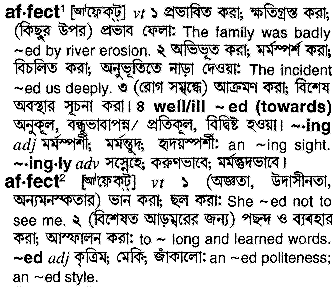 af·fect¹ [অ্যাফ়েক্ট্] vt ১ প্রভাবিত করা; ক্ষতিগ্রস্ত করা;
(কিছুর উপর) প্রভাব ফেলা: The family was badly
~ed by river erosion. ২ অভিভূত করা; মর্মস্পর্শ করা;
বিচলিত করা; অনুভূতিতে নাড়া দেওয়া: The incident
~ed us deeply. ৩ (রোগ সম্বন্ধে) আক্রমণ করা; বিশেষ
অবস্থার সূচনা করা। ৪ well/ill ~ed (towards)
অনুকূল, বন্ধুভাবাপন্ন/ প্রতিকূল, বিদ্বিষ্ট হওয়া। ~·ing
adj মর্মস্পর্শী; মর্মন্তুদ; হৃদয়স্পর্শী: an ~ing sight.
~·ing·ly adv সস্নেহে; করুণভাবে; মর্মন্তুদভাবে।
af·fect² [অ্যাফ়েক্ট্] vt ১ (অজ্ঞতা, উদাসীনতা,
অন্যমনস্কতার) ভান করা; ছল করা: She ~ed not to
see me. ২ (বিশেষত আড়ম্বরের জন্য) পছন্দ ও ব্যবহার
করা; আস্ফালন করা: to ~ long and learned words.
~ed adj কৃত্রিম; মেকি; জাঁকালো: an ~ed politeness;
an ~ed style.